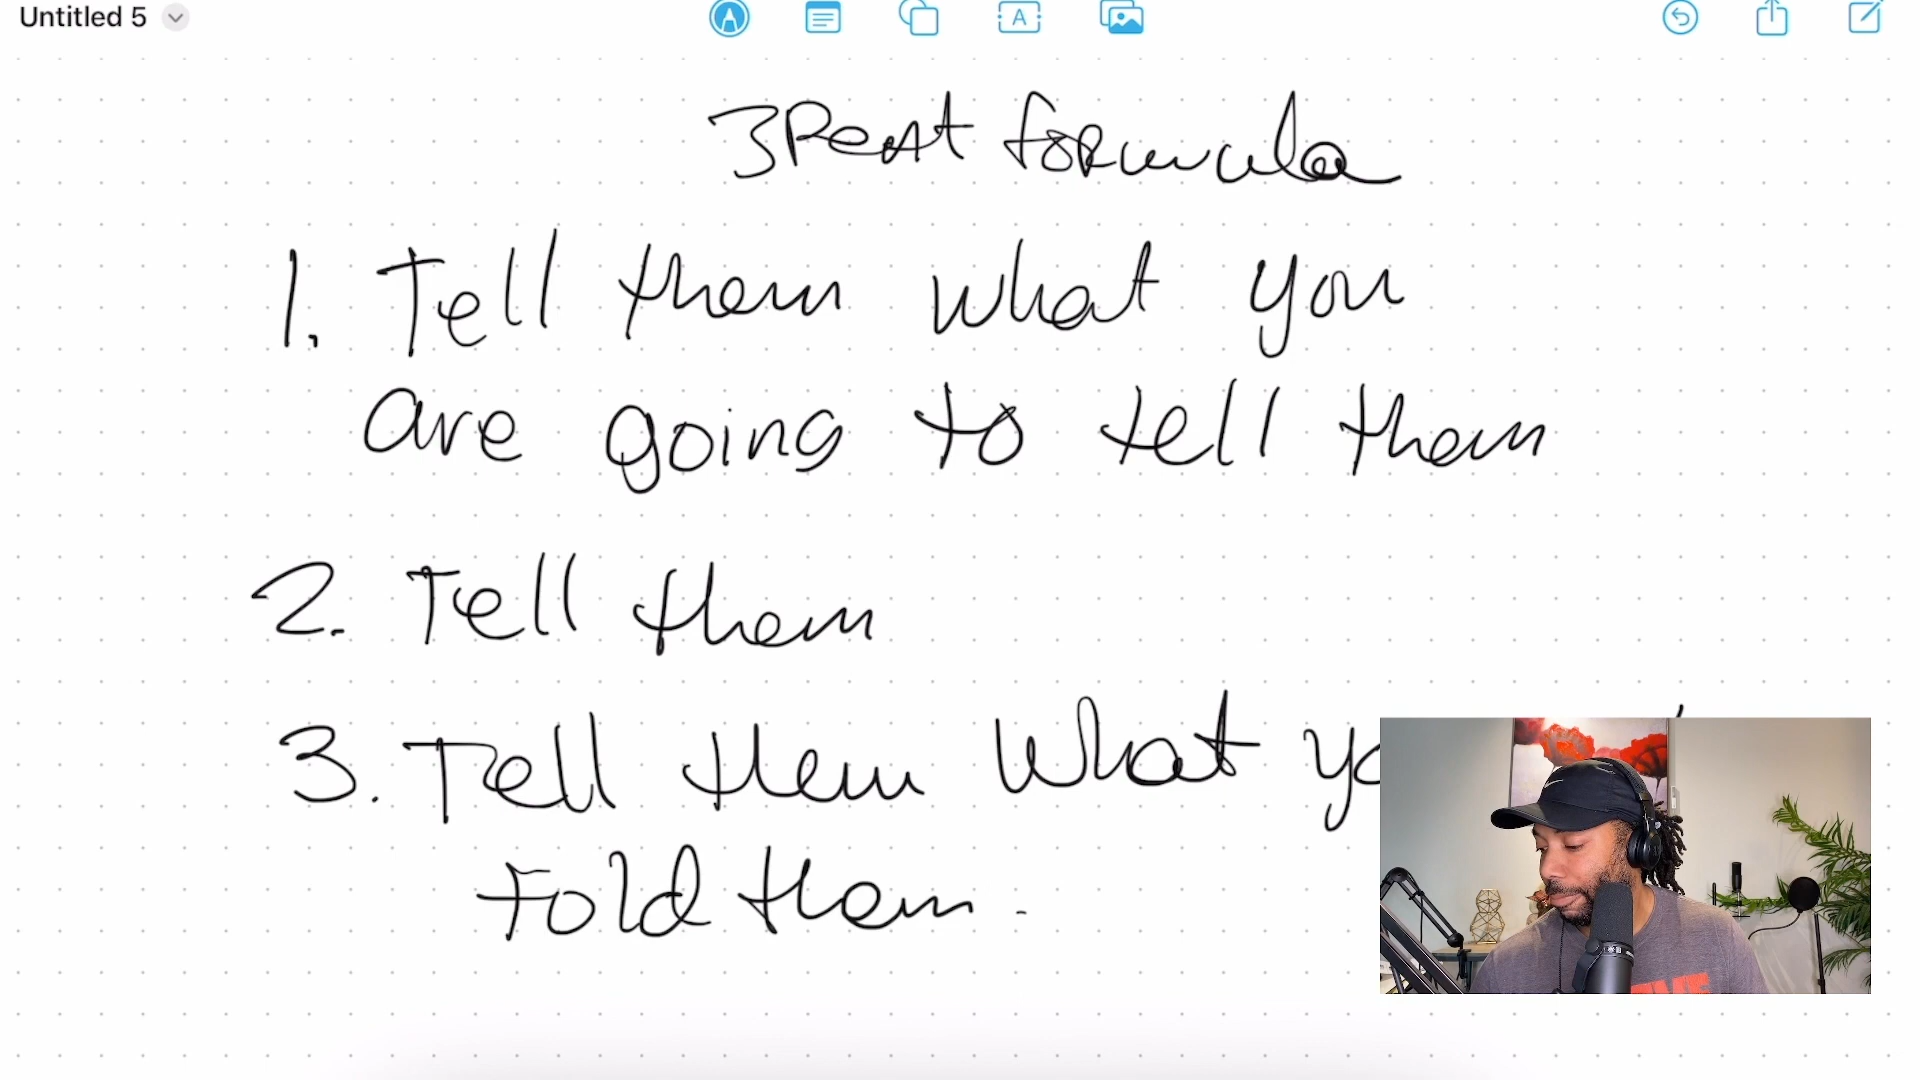 Untitled 5
A
3Peat formula
1. Tell them what you
are going to tell them
2. Tell them
3. Tell them what yo
told them.